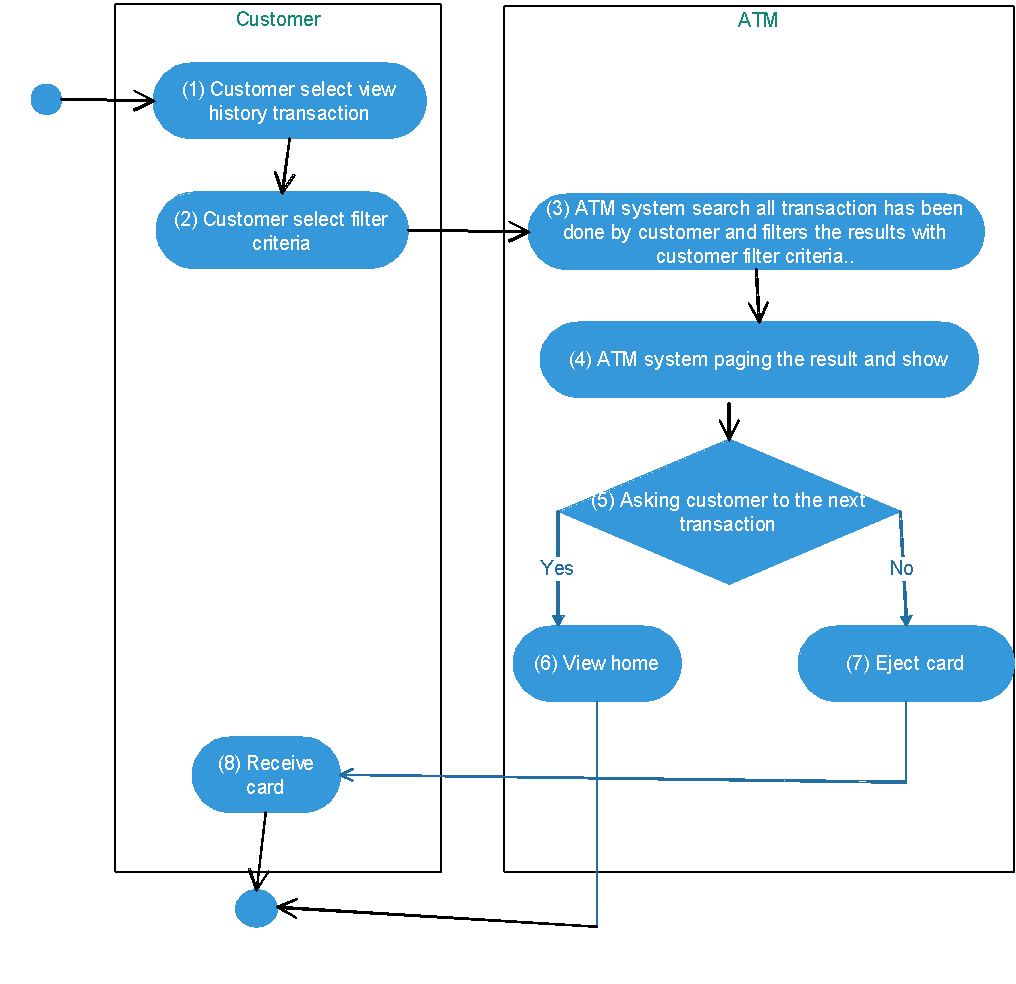 Customer
ATM
(1) Customer select view
history transaction
(2) Customer select filter
criteria
(3) ATM system search all transaction has been
done by customer and filters the results with
customer filter criteria..
(4) ATM system paging the result and show
(5) Asking customer to the next
transaction
Yes
No
(6) View home
(7) Eject card
(8) Receive
card